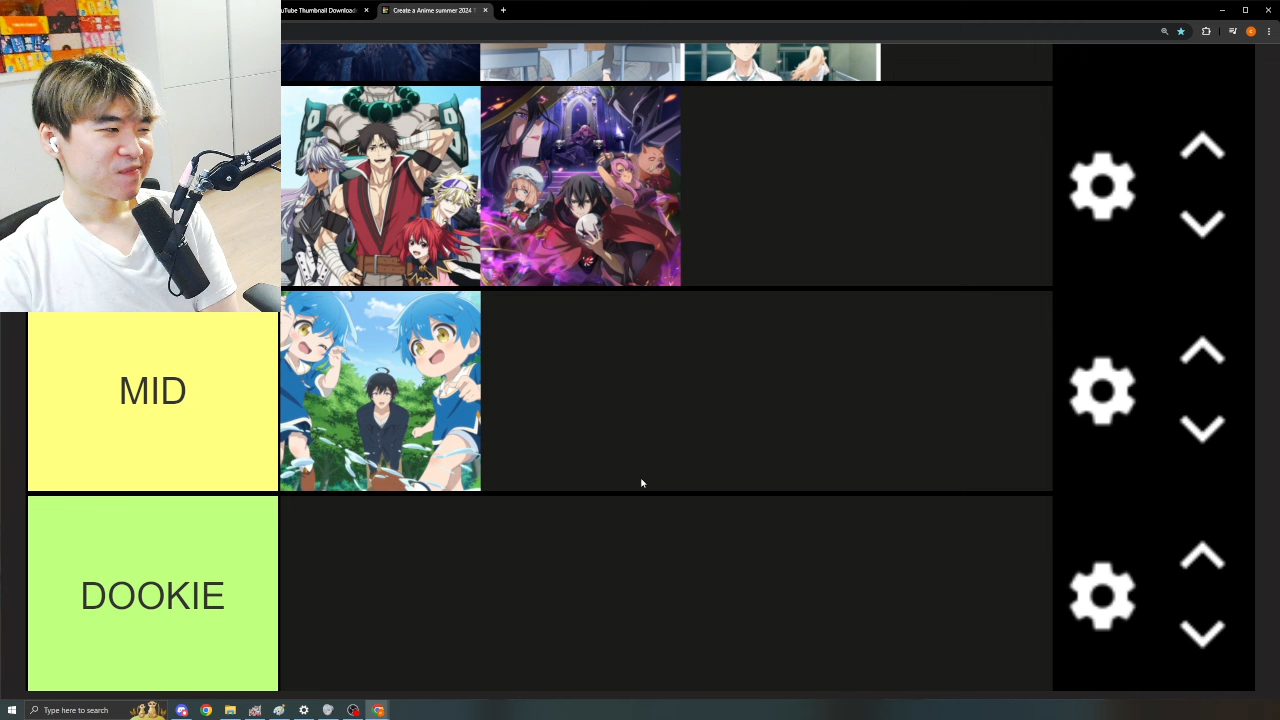 uTube Thumbnail Download
Create a Anime summer 2024
MID
DOOKIE
Type here to search